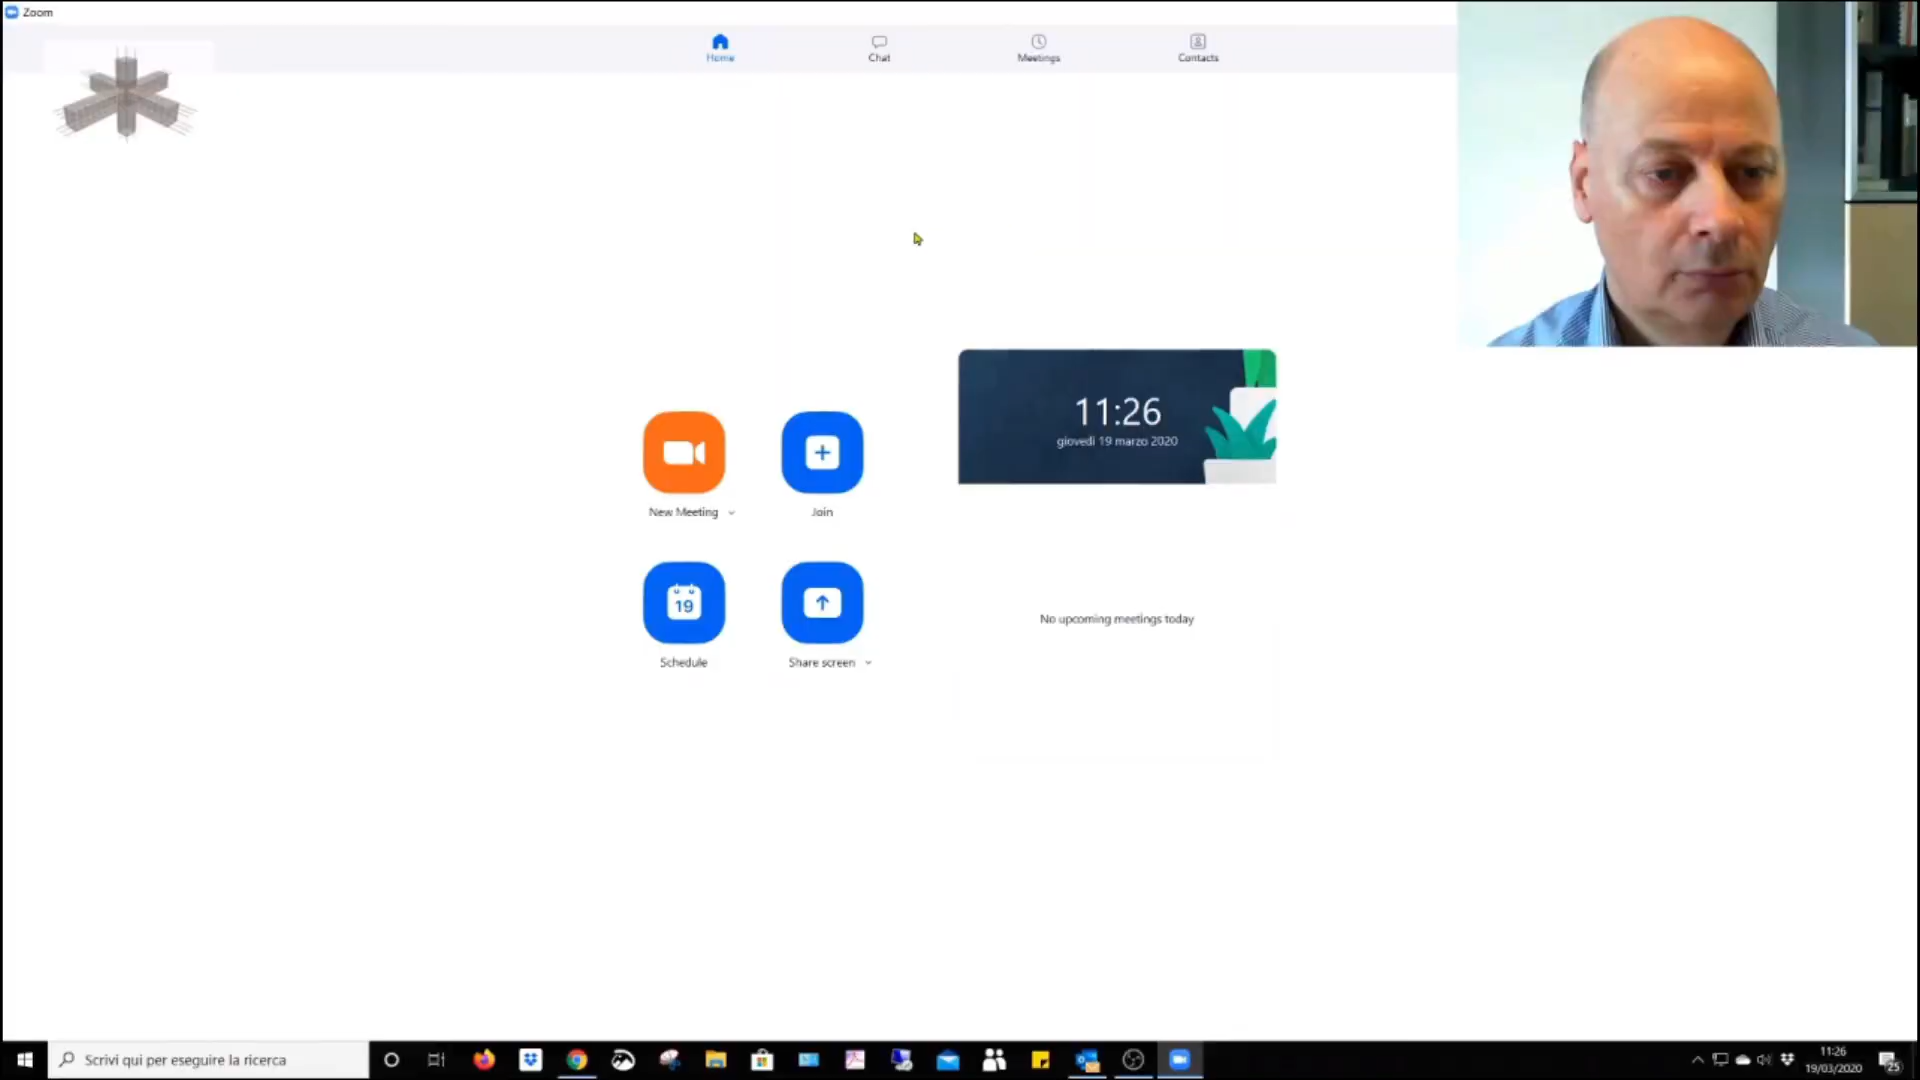 Zoom
Home
Chat
Meetings
Contacts
11:26
giovedì 19 marzo 2020
New Meeting
Join
19
Schedule
Share screen
No upcoming meetings today
Scrivi qui per eseguire la ricerca
11:26
19/03/2020
25